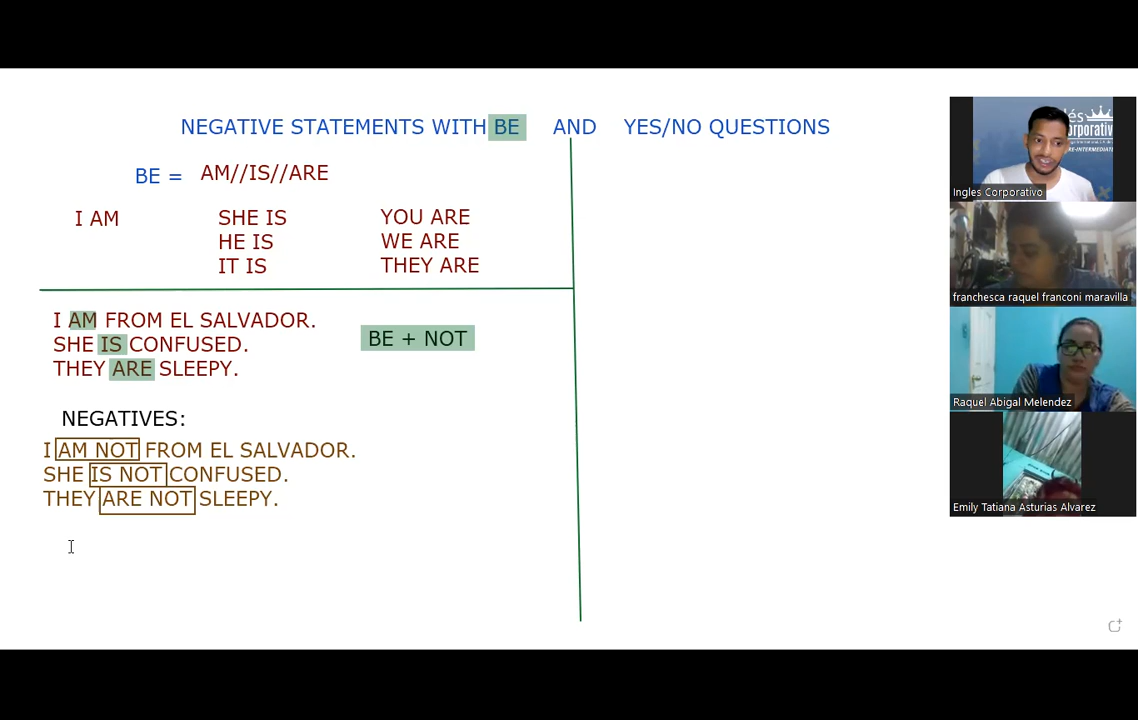 NEGATIVE STATEMENTS WITH BE AND YES/NO QUESTIONS
BE = AM//IS//ARE
I AM
SHE IS
HE IS
IT IS
YOU ARE
WE ARE
THEY ARE
I AM FROM EL SALVADOR.
SHE IS CONFUSED.
THEY ARE SLEEPY.
BE + NOT
NEGATIVES:
I AM NOT FROM EL SALVADOR.
SHE IS NOT CONFUSED.
THEY ARE NOT SLEEPY.
Ingles Corporativo
franchesca raquel franconi maravilla
Raquel Abigal Melendez
Emily Tatiana Asturias Alvarez